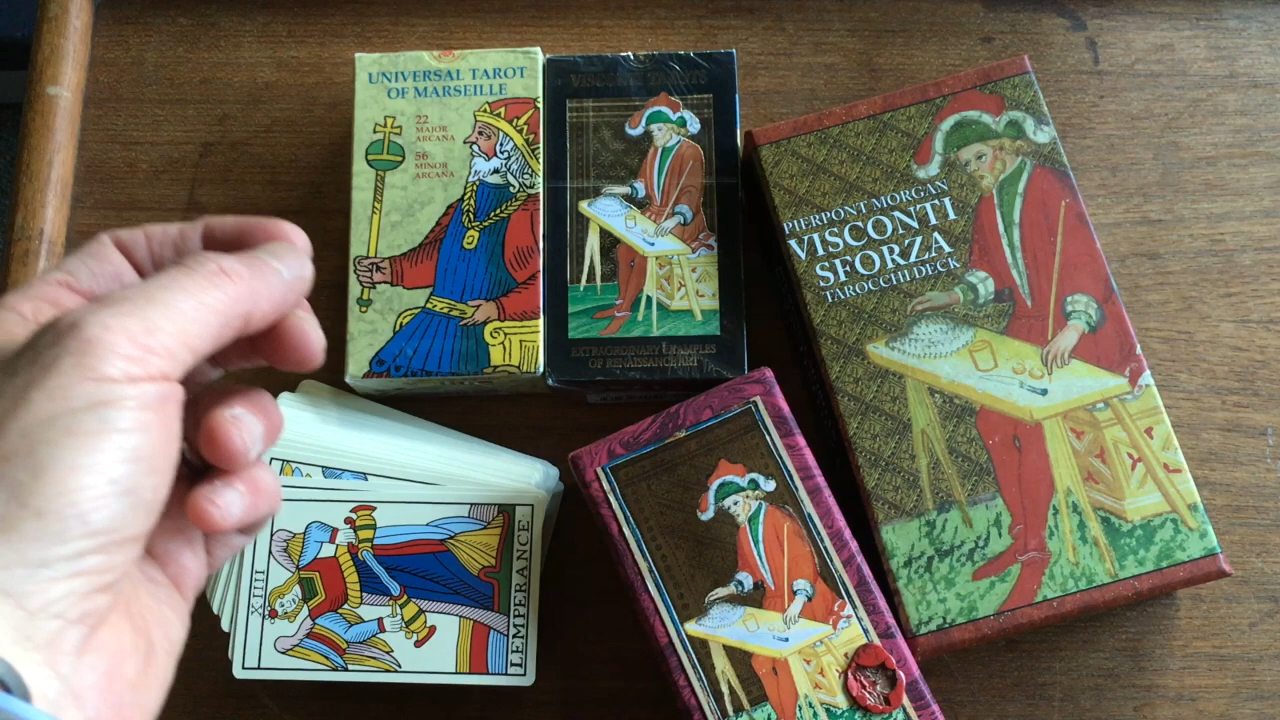 UNIVERSAL TAROT
OF MARSEILLE
22
MAJOR
ARCANA
56
MINOR
ARCANA
VISCONTI TAROTS
EXTRAORDINARY EXAMPLES
OF RENAISSANCE ART
PIERPONT MORGAN
VISCONTI
SFORZA
TAROCCHI DECK
XIIII
TEMPERANCE